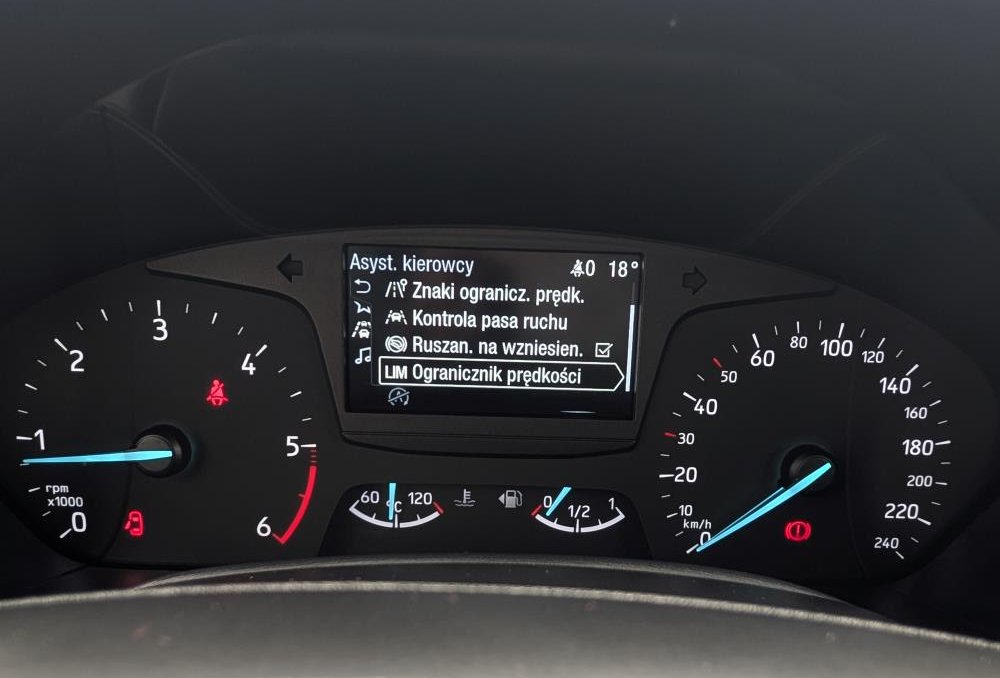 Asyst. kierowcy 0 18°
Znaki ogranicz. prędk.
Kontrola pasa ruchu
Ruszan. na wzniesien.
LIM Ogranicznik prędkości
0
1
2
3
4
5
6
rpm
x1000
60 °C 120
0 1/2 1
0
10
20
30
40
50
60
80
100
120
140
160
180
200
220
240
km/h